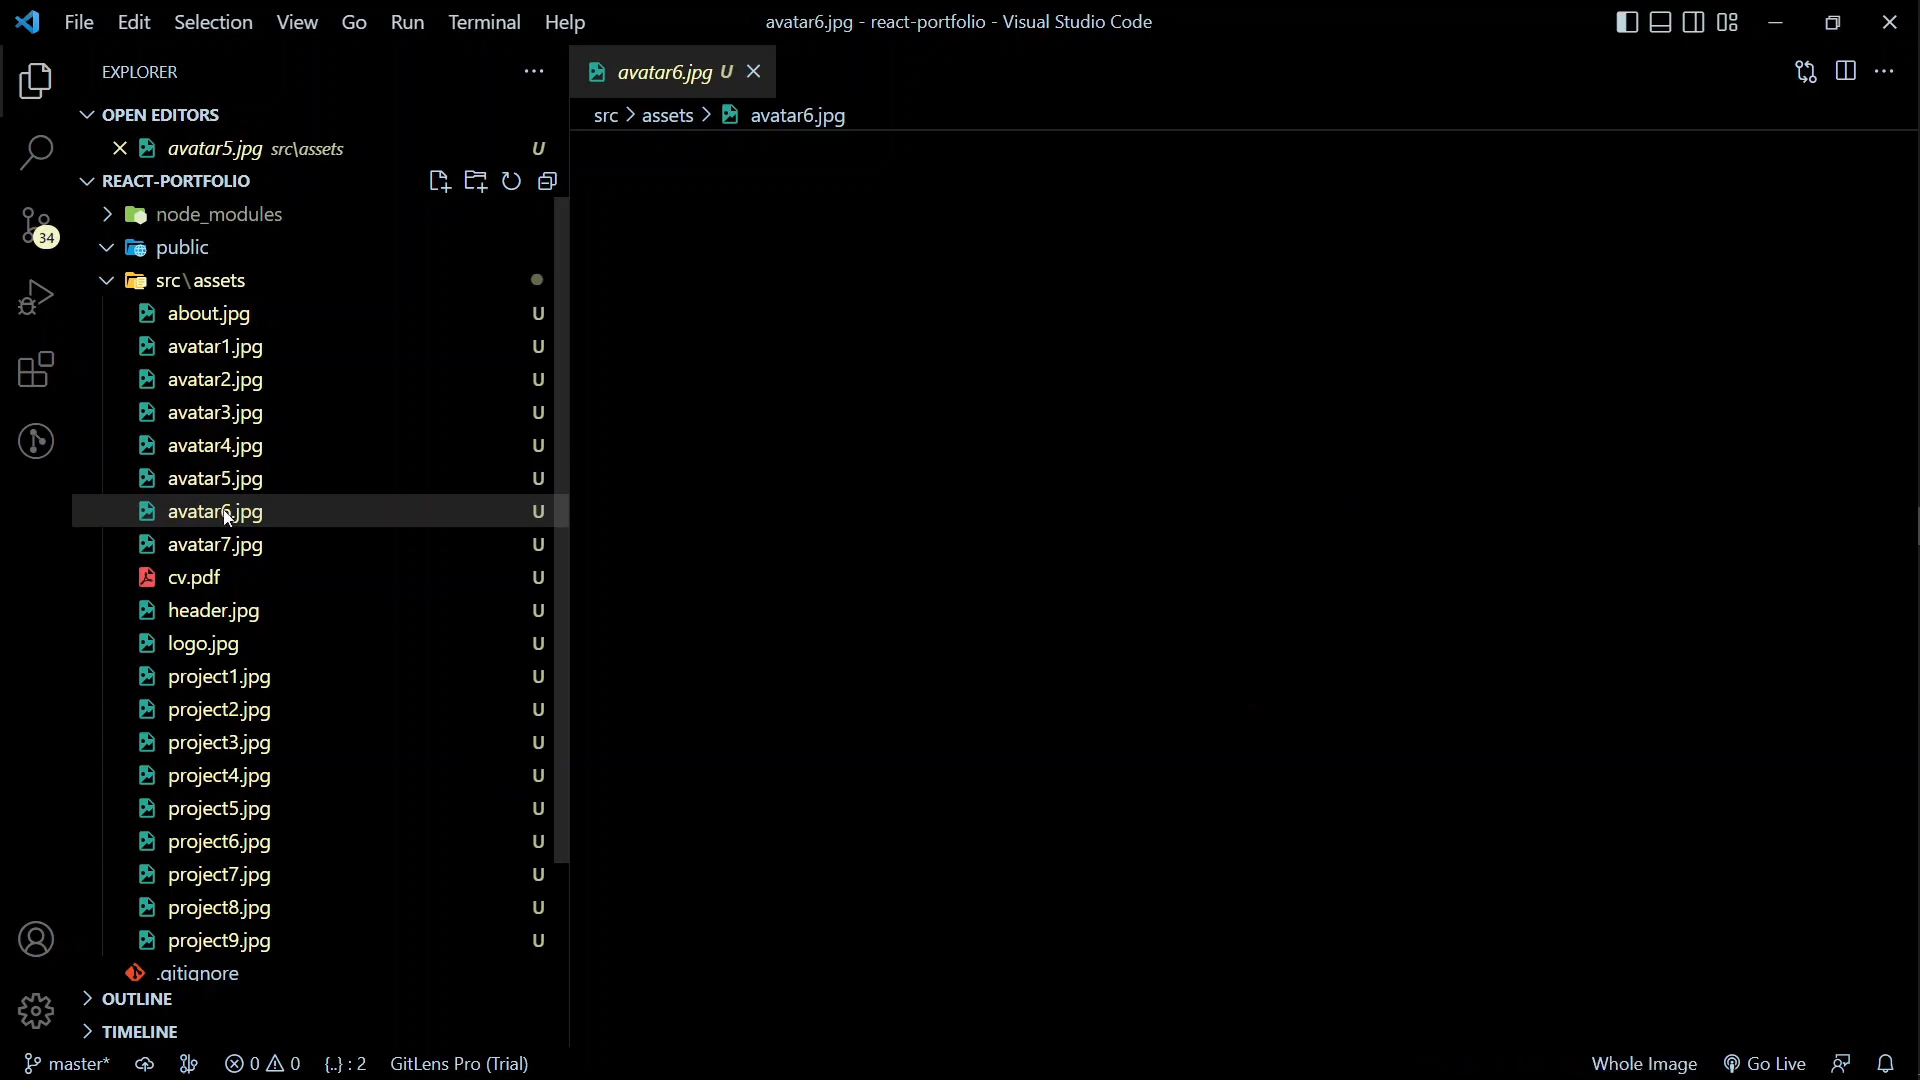 File Edit Selection View Go Run Terminal Help
avatar6.jpg - react-portfolio - Visual Studio Code
EXPLORER
OPEN EDITORS
avatar5.jpg src\assets U
REACT-PORTFOLIO
node_modules
public
src\assets
about.jpg U
avatar1.jpg U
avatar2.jpg U
avatar3.jpg U
avatar4.jpg U
avatar5.jpg U
avatar6.jpg U
avatar7.jpg U
cv.pdf U
header.jpg U
logo.jpg U
project1.jpg U
project2.jpg U
project3.jpg U
project4.jpg U
project5.jpg U
project6.jpg U
project7.jpg U
project8.jpg U
project9.jpg U
.gitignore
OUTLINE
TIMELINE
34
avatar6.jpg U
src > assets > avatar6.jpg
master* 0 0 {..} : 2 GitLens Pro (Trial)
Whole Image Go Live